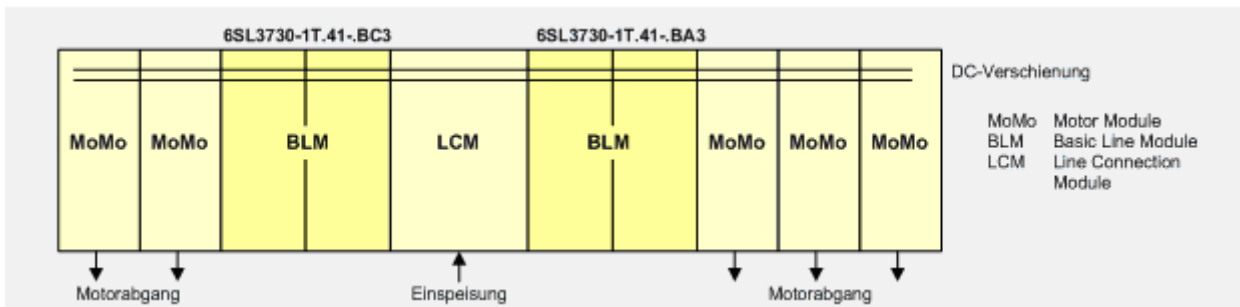 6SL3730-1T.41-.BC3 6SL3730-1T.41-.BA3
DC-Verschienung
MoMo MoMo BLM LCM BLM MoMo MoMo MoMo
MoMo Motor Module
BLM Basic Line Module
LCM Line Connection
Module
Motorabgang Einspeisung Motorabgang